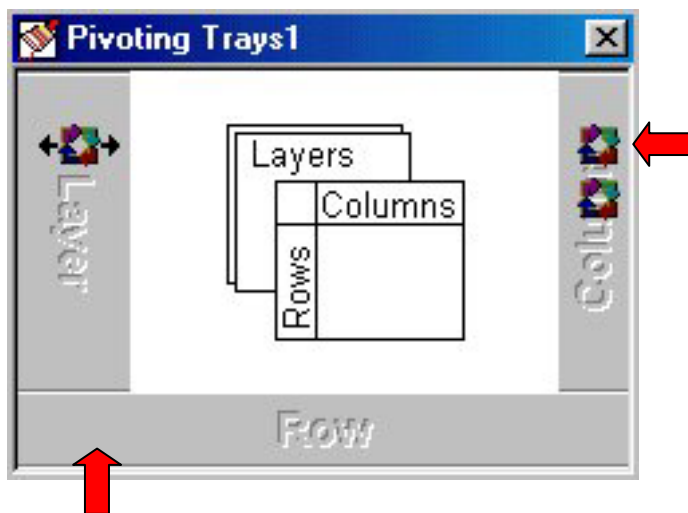 Pivoting Trays1
Layer
Layers
Columns
Rows
Column
Row